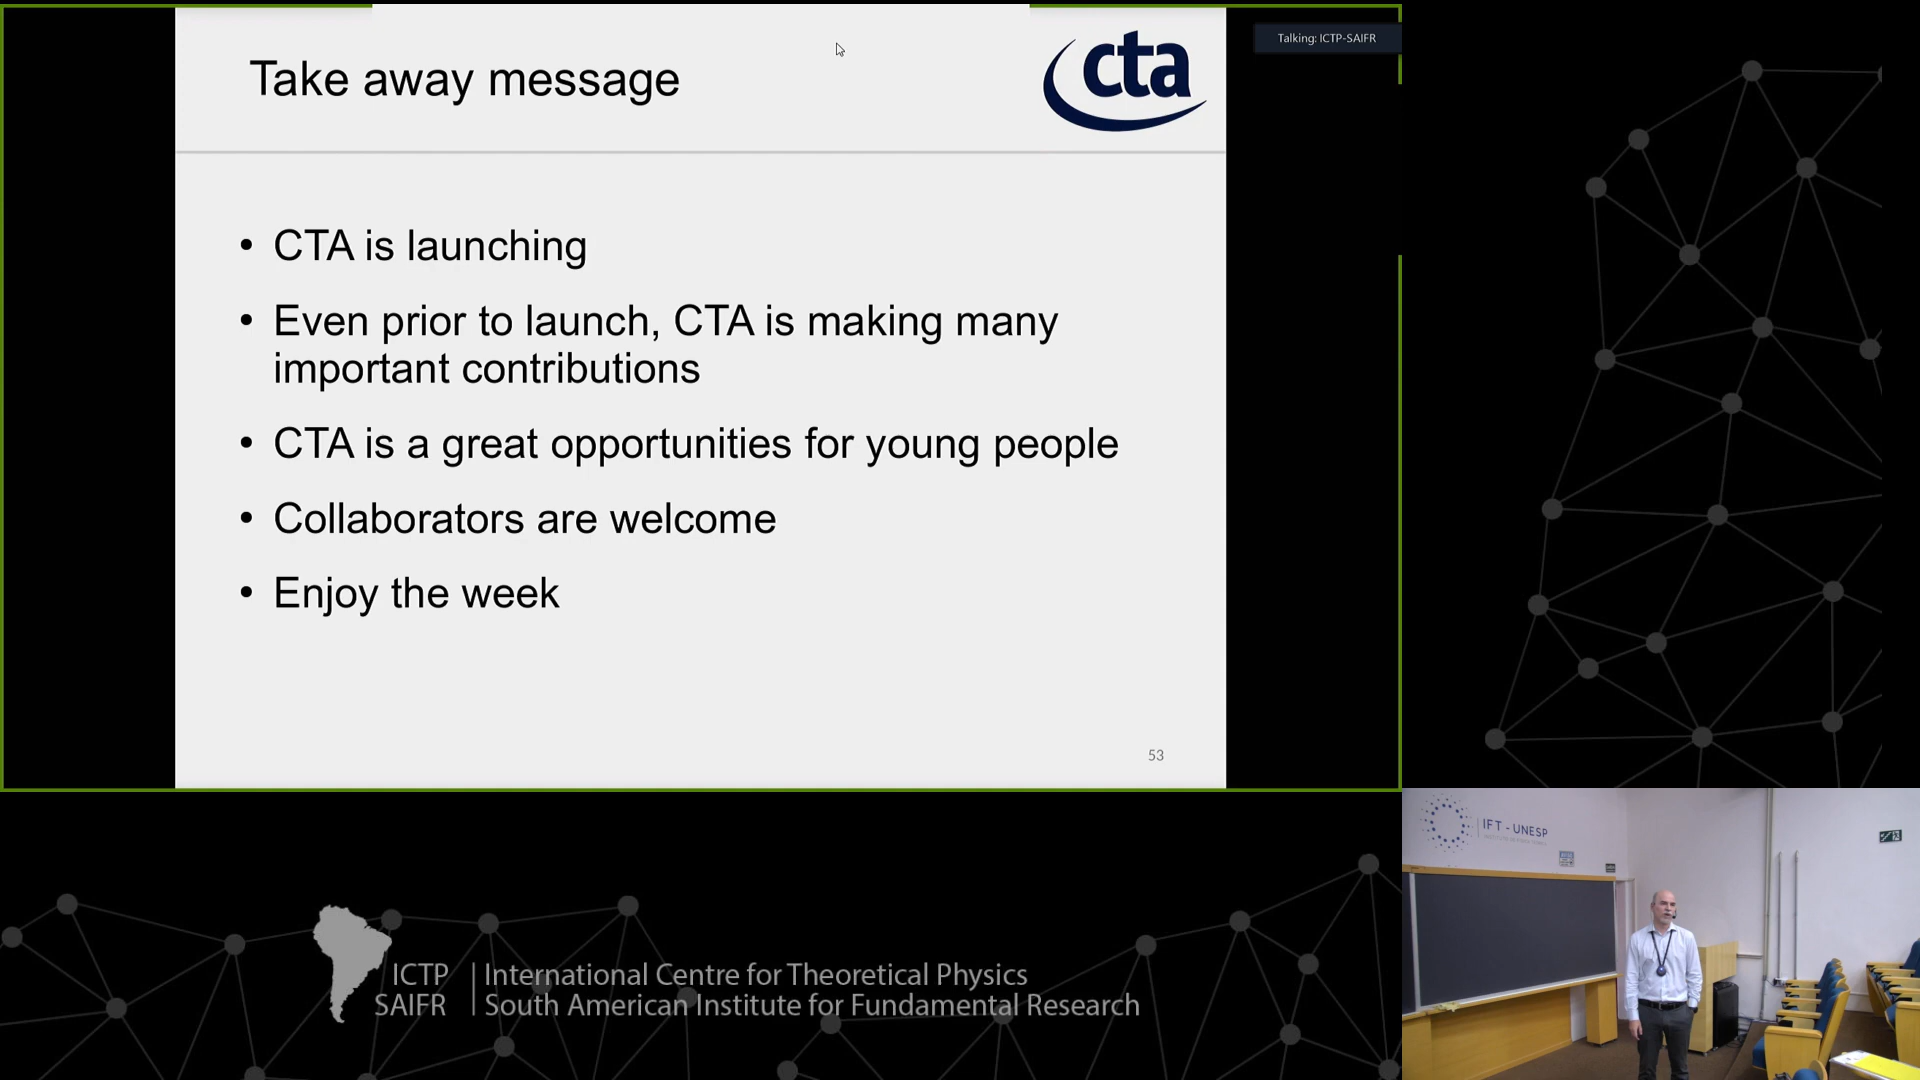 Take away message
cta
Talking: ICTP-SAIFR
• CTA is launching
• Even prior to launch, CTA is making many
important contributions
• CTA is a great opportunities for young people
• Collaborators are welcome
• Enjoy the week
53
IFT - UNESP
ICTP | International Centre for Theoretical Physics
SAIFR | South American Institute for Fundamental Research